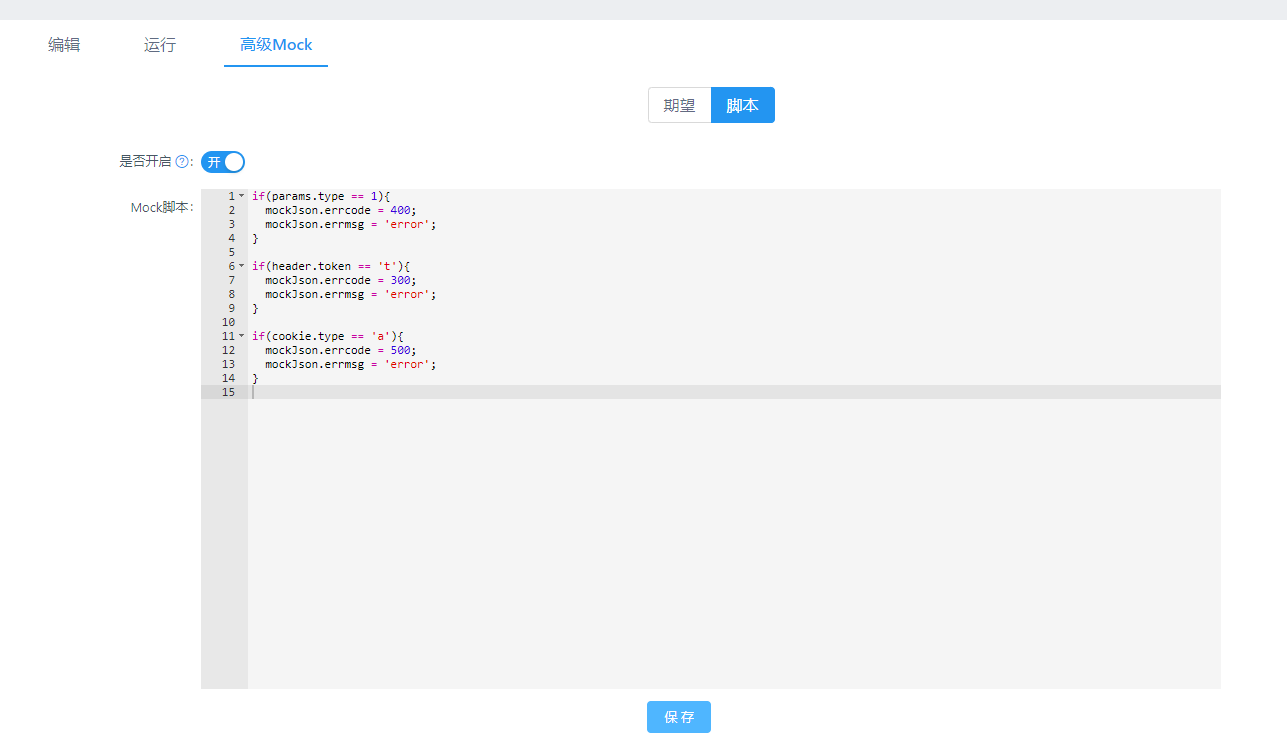 编辑 运行 高级Mock
期望 脚本
是否开启 ?: 开
Mock脚本:
1 if(params.type == 1){
2   mockJson.errcode = 400;
3   mockJson.errmsg = 'error';
4 }
5
6 if(header.token == 't'){
7   mockJson.errcode = 300;
8   mockJson.errmsg = 'error';
9 }
10
11 if(cookie.type == 'a'){
12   mockJson.errcode = 500;
13   mockJson.errmsg = 'error';
14 }
15
保存